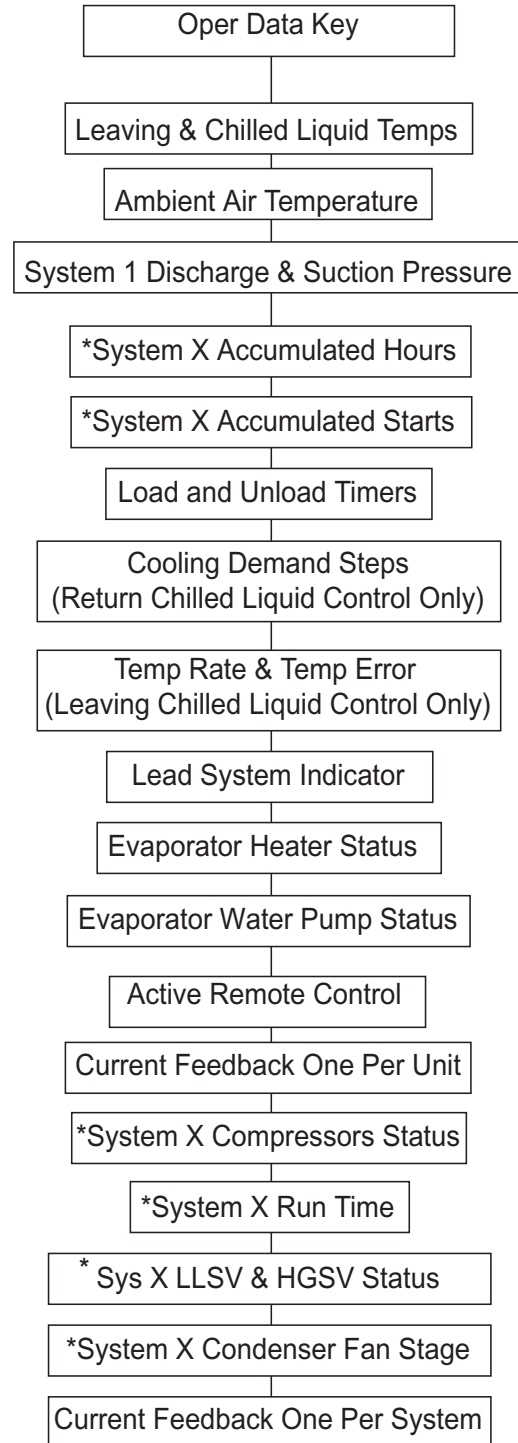 Oper Data Key
Leaving & Chilled Liquid Temps
Ambient Air Temperature
System 1 Discharge & Suction Pressure
*System X Accumulated Hours
*System X Accumulated Starts
Load and Unload Timers
Cooling Demand Steps
(Return Chilled Liquid Control Only)
Temp Rate & Temp Error
(Leaving Chilled Liquid Control Only)
Lead System Indicator
Evaporator Heater Status
Evaporator Water Pump Status
Active Remote Control
Current Feedback One Per Unit
*System X Compressors Status
*System X Run Time
* Sys X LLSV & HGSV Status
*System X Condenser Fan Stage
Current Feedback One Per System